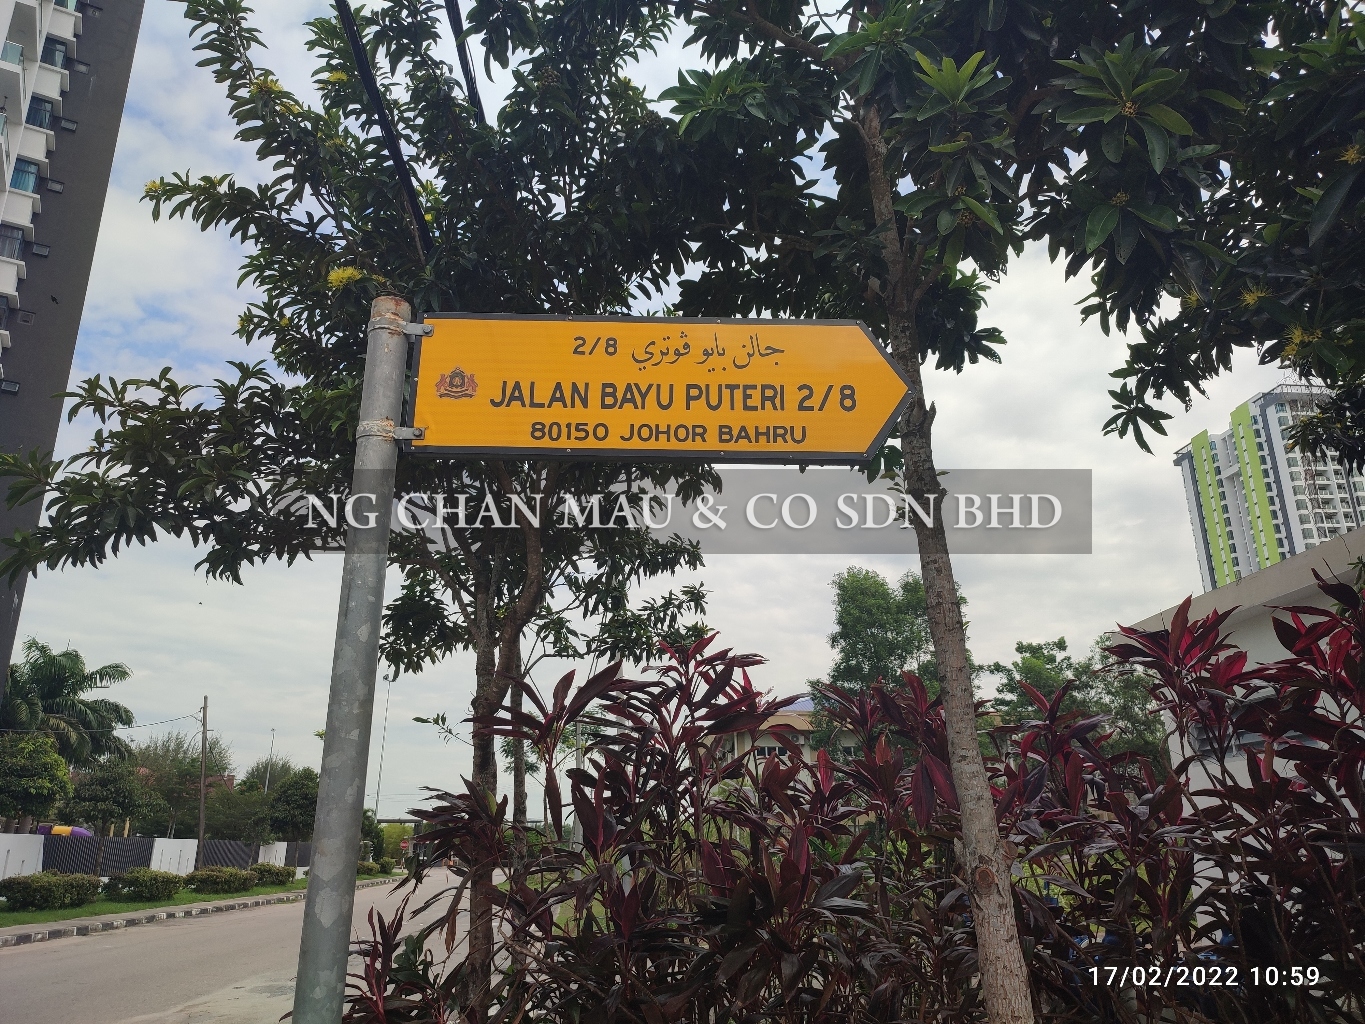 جالن بايو ڤوتري 2/8
JALAN BAYU PUTERI 2/8
80150 JOHOR BAHRU
NG CHAN MAU & CO SDN BHD
17/02/2022 10:59